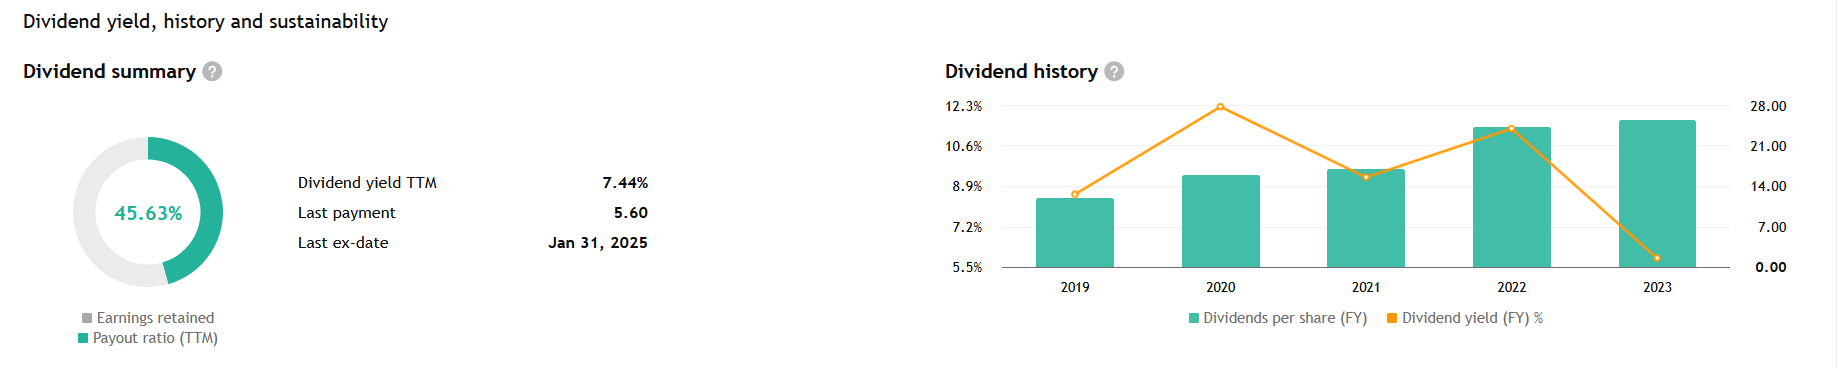 Dividend yield, history and sustainability
Dividend summary ?
45.63%
Earnings retained
Payout ratio (TTM)
Dividend yield TTM 7.44%
Last payment 5.60
Last ex-date Jan 31, 2025
Dividend history ?
12.3% 28.00
10.6% 21.00
8.9% 14.00
7.2% 7.00
5.5% 0.00
2019 2020 2021 2022 2023
Dividends per share (FY) Dividend yield (FY) %